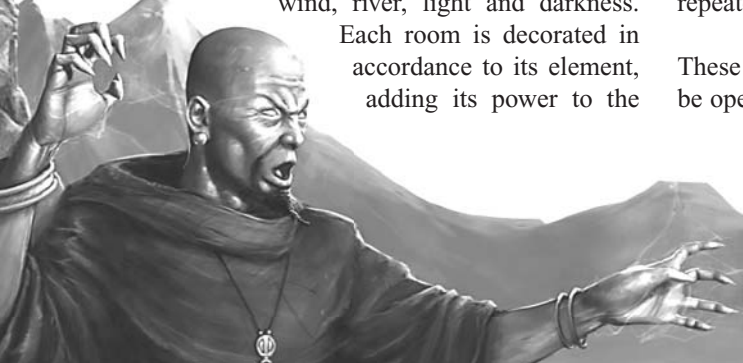 wind, river, light and darkness.
Each room is decorated in
accordance to its element,
adding its power to the
repeat
These
be ope